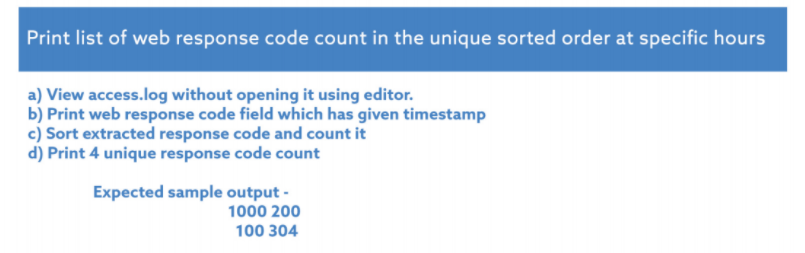 Print list of web response code count in the unique sorted order at specific hours
a) View access.log without opening it using editor.
b) Print web response code field which has given timestamp
c) Sort extracted response code and count it
d) Print 4 unique response code count
Expected sample output -
1000 200
100 304